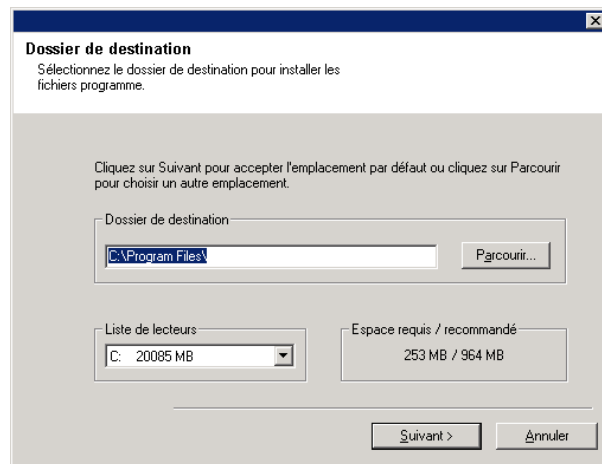 Dossier de destination
Sélectionnez le dossier de destination pour installer les
fichiers programme.
Cliquez sur Suivant pour accepter l'emplacement par défaut ou cliquez sur Parcourir
pour choisir un autre emplacement.
Dossier de destination
C:\Program Files\
Parcourir...
Liste de lecteurs
C: 20085 MB
Espace requis / recommandé
253 MB / 964 MB
Suivant >
Annuler